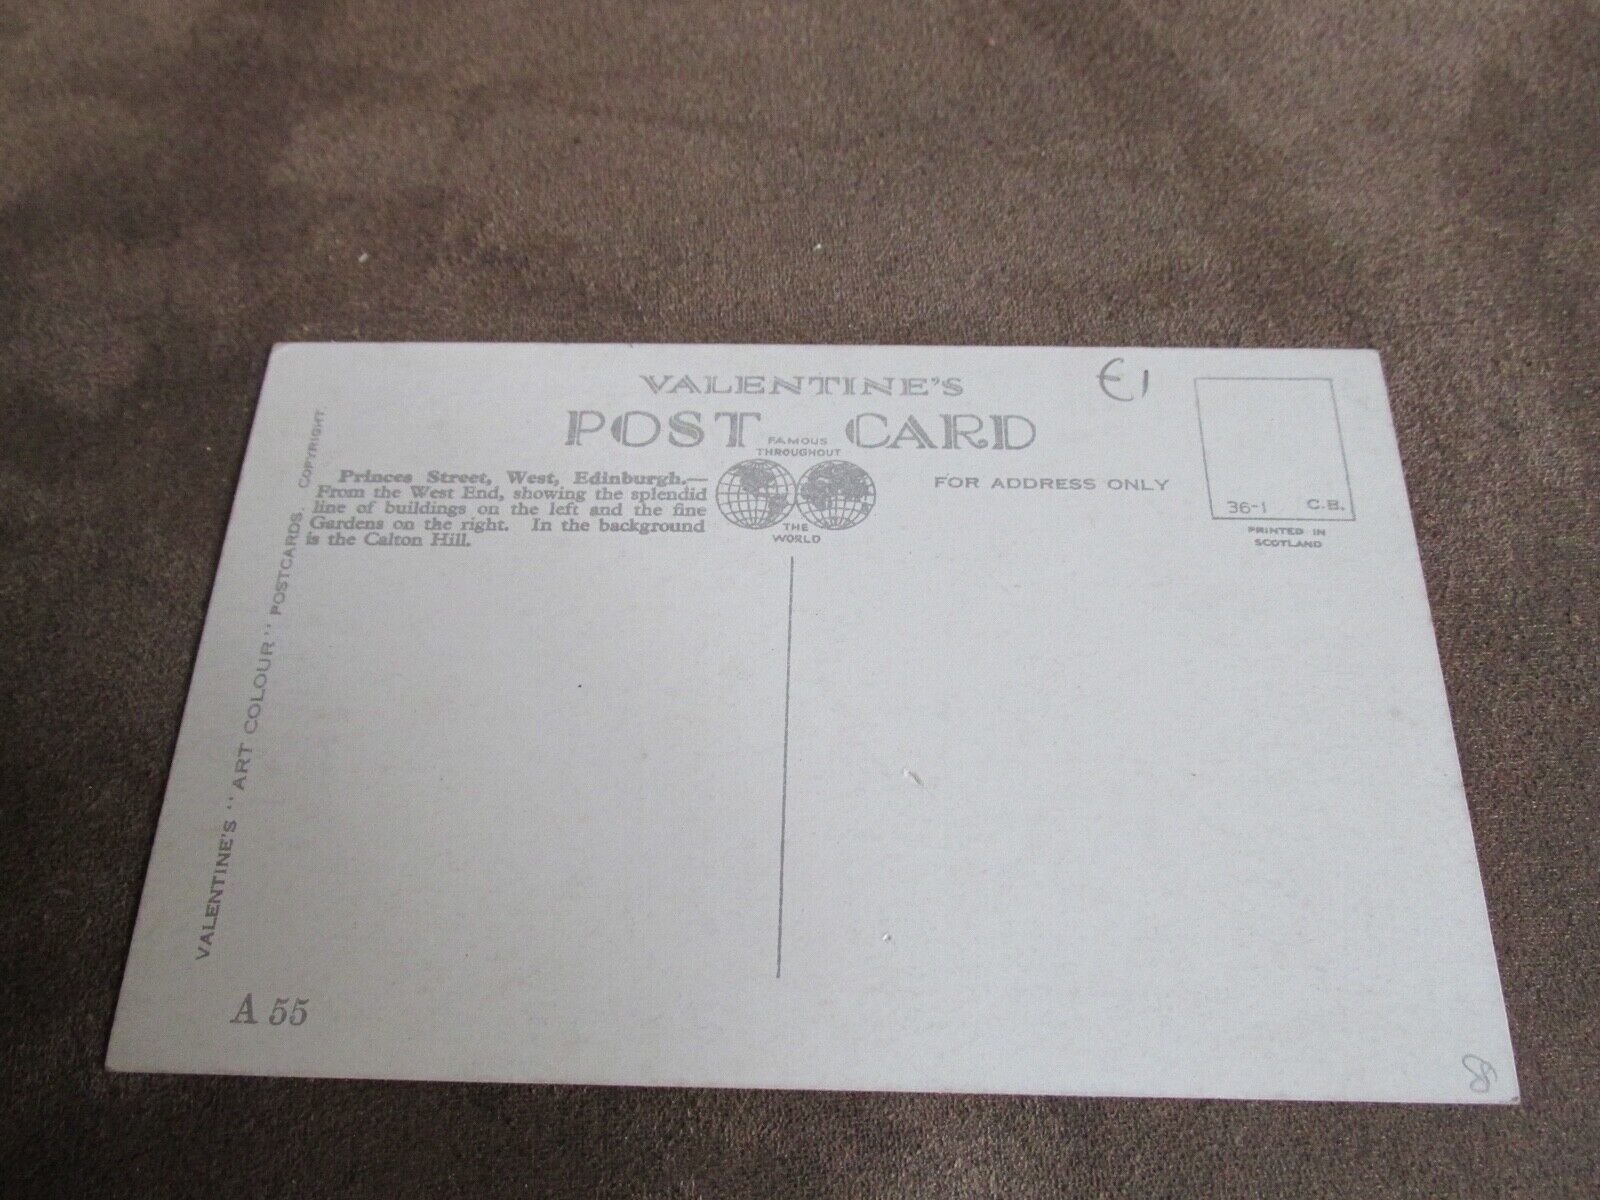 VALENTINE'S
POST CARD
FAMOUS
THROUGHOUT
THE
WORLD
Princes Street, West, Edinburgh.—
From the West End, showing the splendid
line of buildings on the left and the fine
Gardens on the right. In the background
is the Calton Hill.
FOR ADDRESS ONLY
E1
36-1 C.B.
PRINTED IN
SCOTLAND
VALENTINE'S "ART COLOUR" POSTCARDS. COPYRIGHT.
A 55